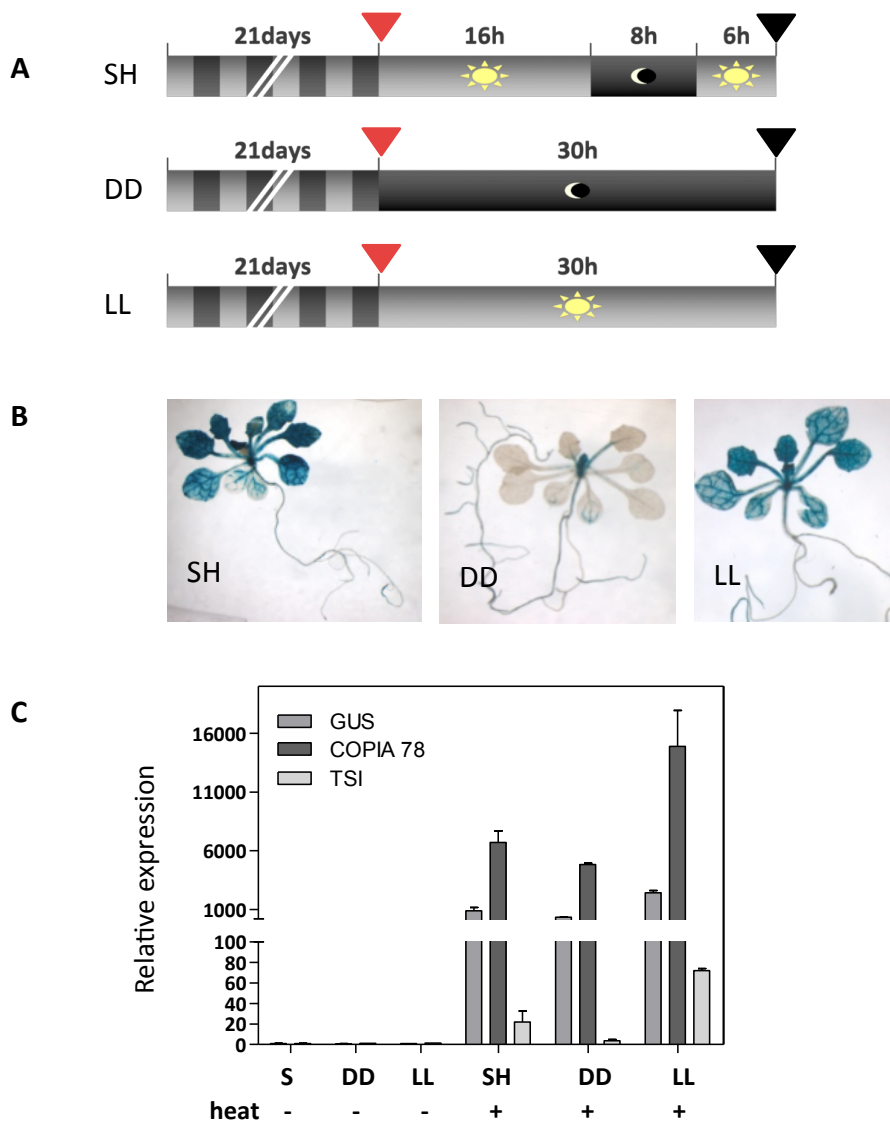 A
21days 16h 8h 6h
SH
21days 30h
DD
21days 30h
LL
B
SH DD LL
C
GUS
COPIA 78
TSI
Relative expression
16000
11000
6000
1000
100
80
60
40
20
0
S DD LL SH DD LL
heat - - - + + +